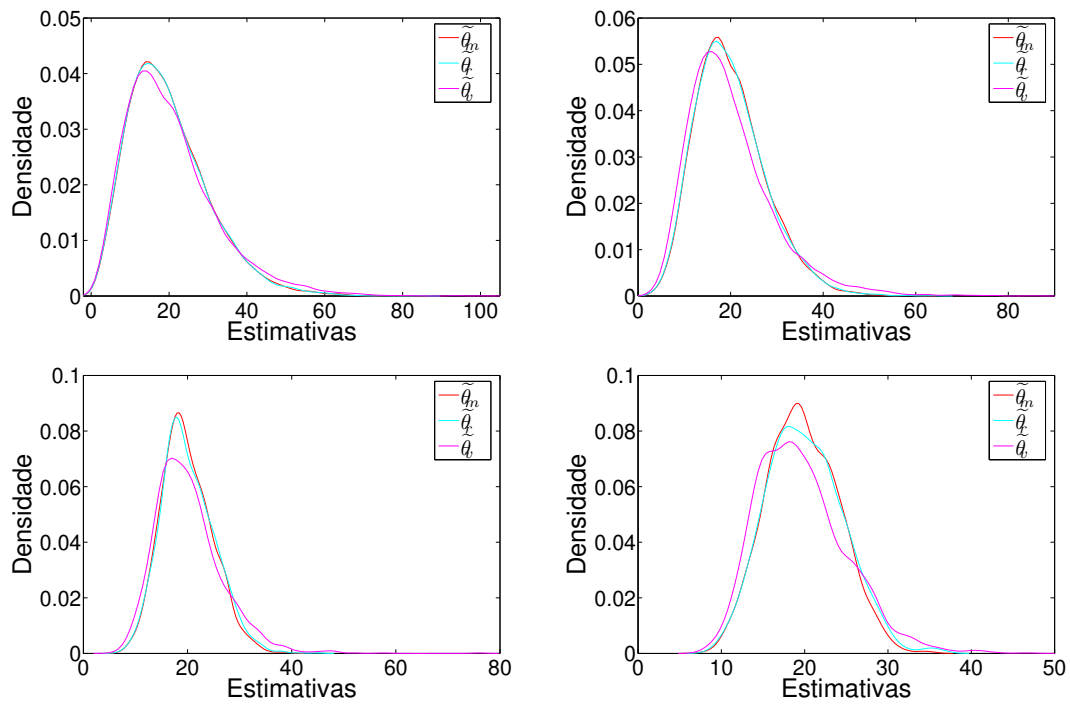 0.05
0.04
0.03
0.02
0.01
0
0 20 40 60 80 100
Densidade
Estimativas
θ̃m
θ̃r
θ̃v
0.06
0.05
0.04
0.03
0.02
0.01
0
0 20 40 60 80
Densidade
Estimativas
θ̃m
θ̃r
θ̃v
0.1
0.08
0.06
0.04
0.02
0
0 20 40 60 80
Densidade
Estimativas
θ̃m
θ̃r
θ̃v
0.1
0.08
0.06
0.04
0.02
0
0 10 20 30 40 50
Densidade
Estimativas
θ̃m
θ̃r
θ̃v